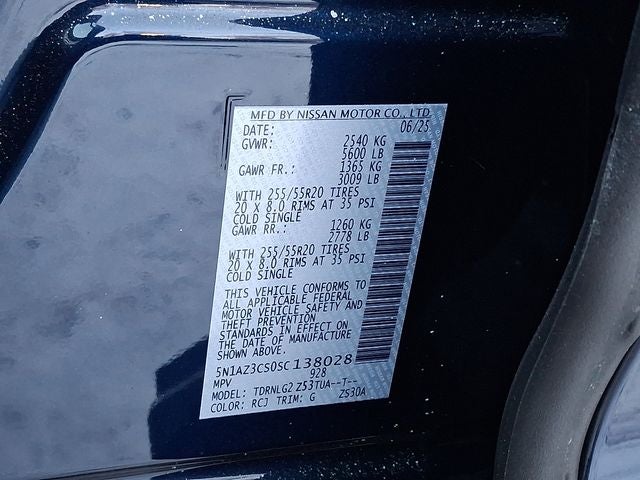 MFD BY NISSAN MOTOR CO., LTD
DATE: 06/25
GVWR: 2540 KG
5600 LB
GAWR FR.: 1365 KG
3009 LB
WITH 255/55R20 TIRES
20 X 8.0 RIMS AT 35 PSI
COLD SINGLE
GAWR RR.: 1260 KG
2778 LB
WITH 255/55R20 TIRES
20 X 8.0 RIMS AT 35 PSI
COLD SINGLE
THIS VEHICLE CONFORMS TO
ALL APPLICABLE FEDERAL
MOTOR VEHICLE SAFETY AND
THEFT PREVENTION
STANDARDS IN EFFECT ON
THE DATE OF MANUFACTURE
SHOWN ABOVE.
5N1AZ3CS0SC138028
MPV 928
MODEL: TDRNLG2 Z53TUA--T--
COLOR: RCJ TRIM: G Z53DA